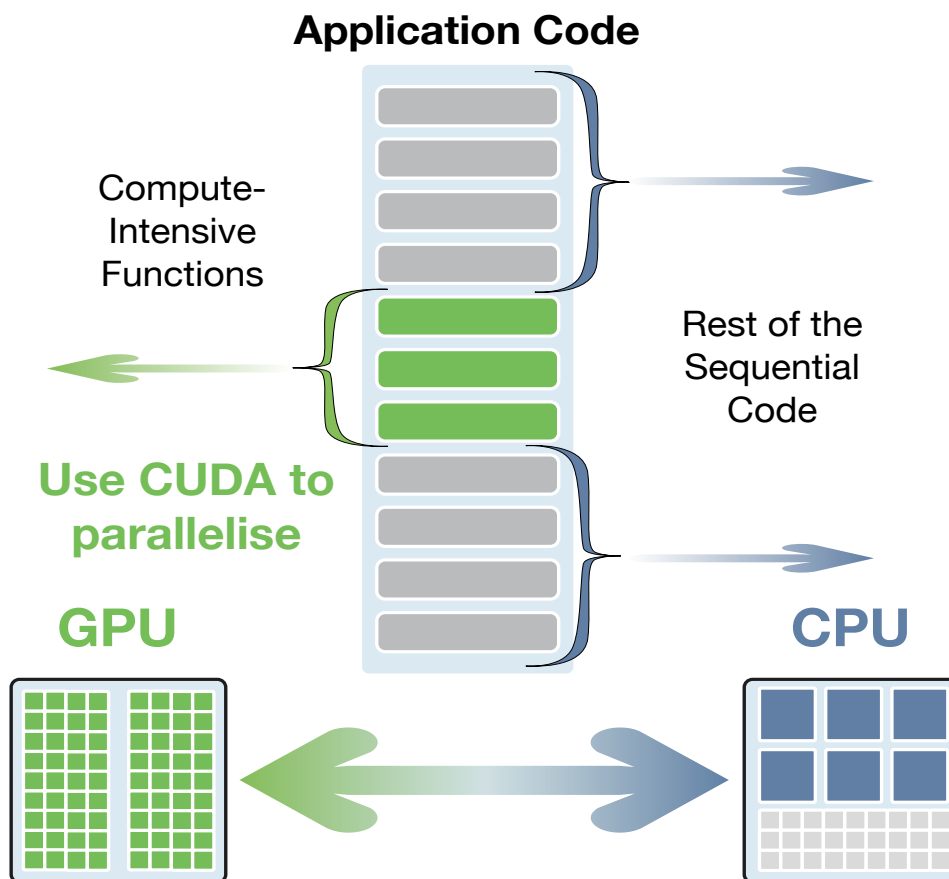 Application Code
Compute-
Intensive
Functions
Rest of the
Sequential
Code
Use CUDA to
parallelise
GPU
CPU